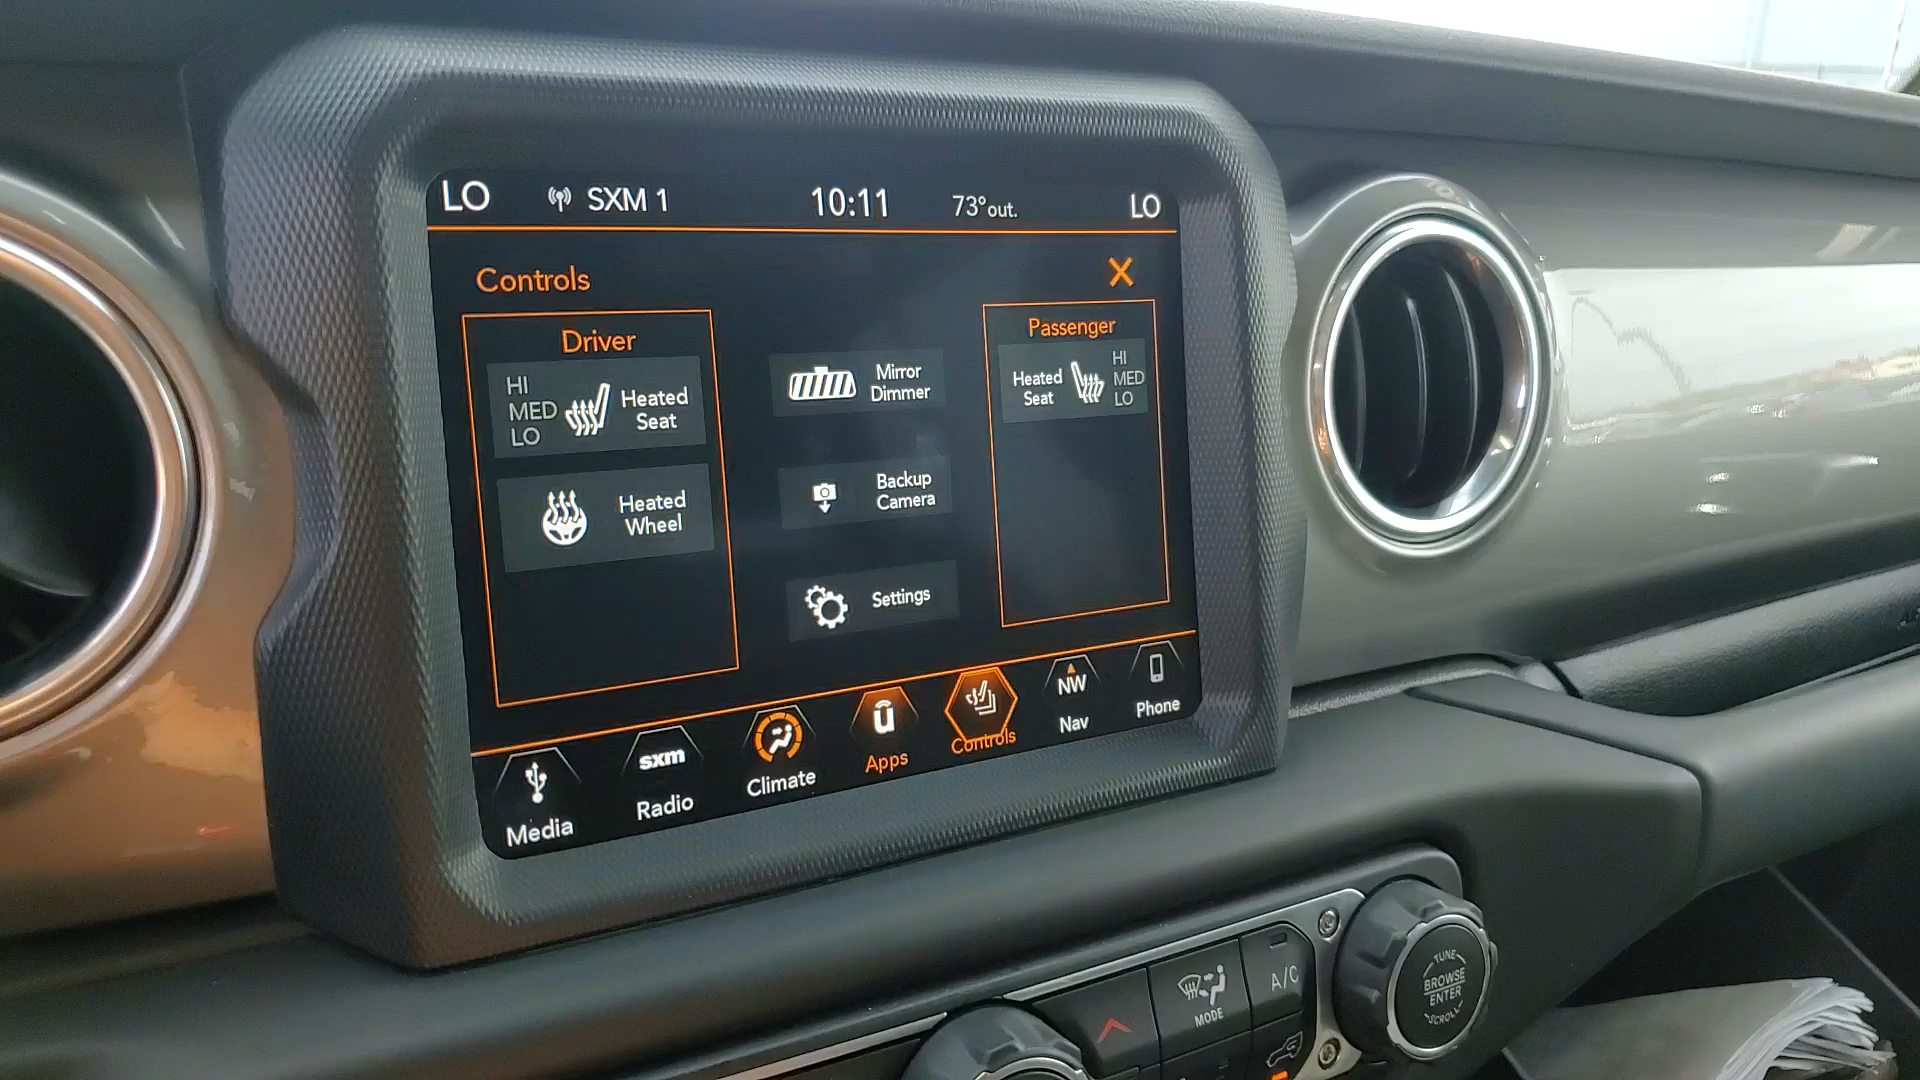 LO SXM 1 10:11 73°out. LO
Controls X
Driver
HI
MED
LO
Heated
Seat
Heated
Wheel
Mirror
Dimmer
Backup
Camera
Settings
Passenger
Heated
Seat
HI
MED
LO
Media
sxm
Radio
Climate
ū
Apps
Controls
NW
Nav
Phone
MODE
A/C
TUNE
BROWSE
ENTER
SCROLL